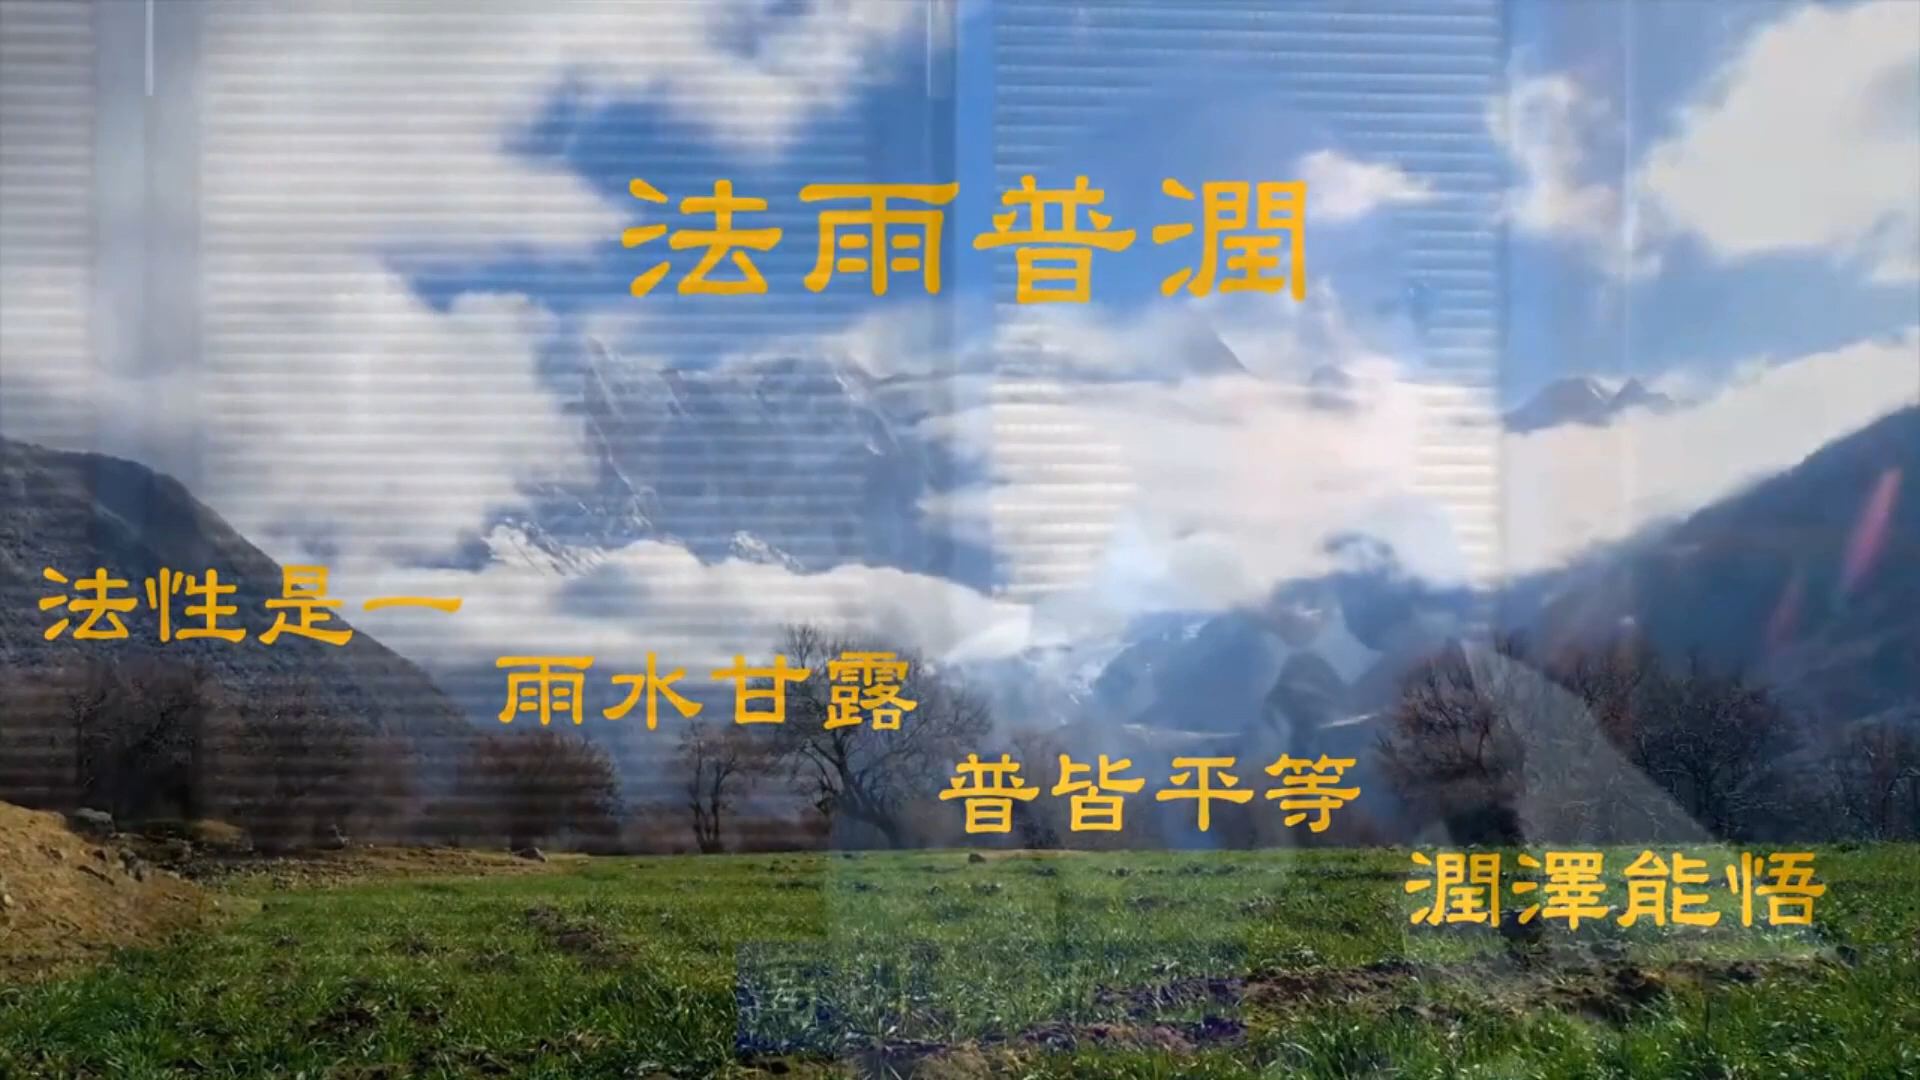 法雨普潤
法性是一
雨水甘露
普皆平等
潤澤能悟